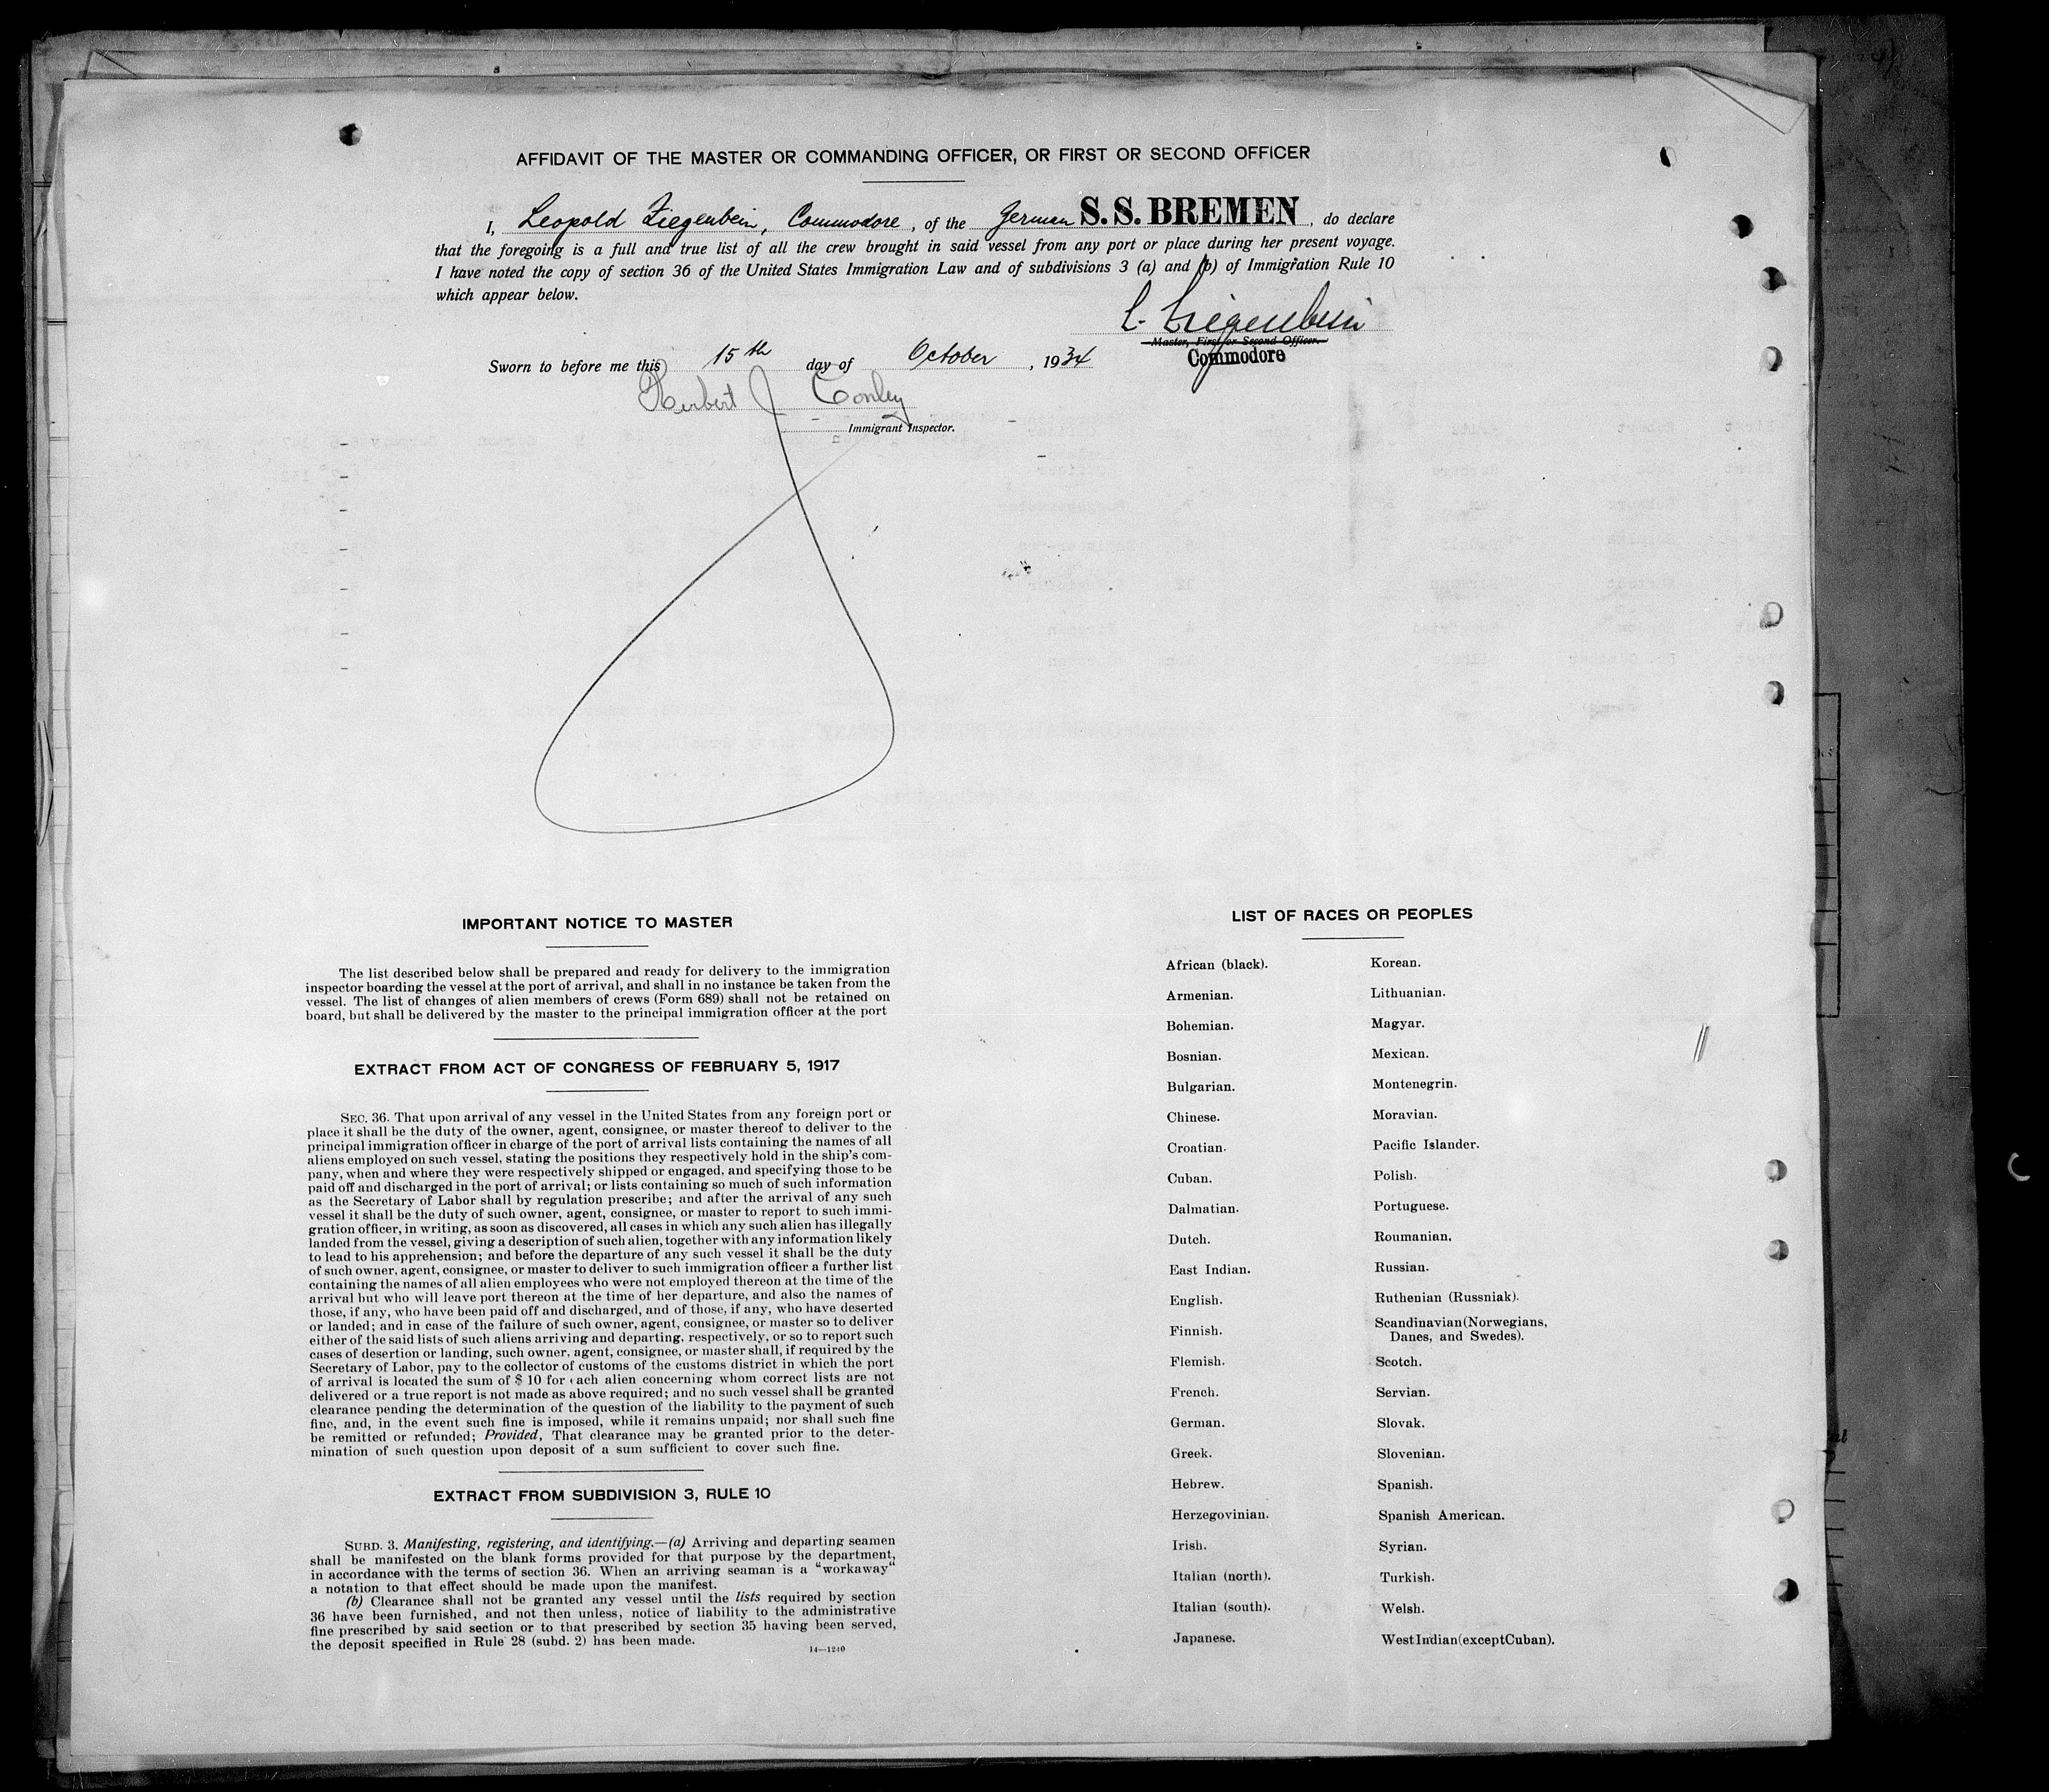 AFFIDAVIT OF THE MASTER OR COMMANDING OFFICER, OR FIRST OR SECOND OFFICER
I, Leopold Ziegenbein, Commodore, of the German S. S. BREMEN, do declare
that the foregoing is a full and true list of all the crew brought in said vessel from any port or place during her present voyage.
I have noted the copy of section 36 of the United States Immigration Law and of subdivisions 3 (a) and (b) of Immigration Rule 10
which appear below.
L. Ziegenbein
Master, First or Second Officer.
Commodore
Sworn to before me this 15th day of October, 1934
Herbert J Conley
Immigrant Inspector.
IMPORTANT NOTICE TO MASTER
The list described below shall be prepared and ready for delivery to the immigration
inspector boarding the vessel at the port of arrival, and shall in no instance be taken from the
vessel. The list of changes of alien members of crews (Form 689) shall not be retained on
board, but shall be delivered by the master to the principal immigration officer at the port
EXTRACT FROM ACT OF CONGRESS OF FEBRUARY 5, 1917
SEC. 36. That upon arrival of any vessel in the United States from any foreign port or
place it shall be the duty of the owner, agent, consignee, or master thereof to deliver to the
principal immigration officer in charge of the port of arrival lists containing the names of all
aliens employed on such vessel, stating the positions they respectively hold in the ship's com-
pany, when and where they were respectively shipped or engaged, and specifying those to be
paid off and discharged in the port of arrival; or lists containing so much of such information
as the Secretary of Labor shall by regulation prescribe; and after the arrival of any such
vessel it shall be the duty of such owner, agent, consignee, or master to report to such immi-
gration officer, in writing, as soon as discovered, all cases in which any such alien has illegally
landed from the vessel, giving a description of such alien, together with any information likely
to lead to his apprehension; and before the departure of any such vessel it shall be the duty
of such owner, agent, consignee, or master to deliver to such immigration officer a further list
containing the names of all alien employees who were not employed thereon at the time of the
arrival but who will leave port thereon at the time of her departure, and also the names of
those, if any, who have been paid off and discharged, and of those, if any, who have deserted
or landed; and in case of the failure of such owner, agent, consignee, or master so to deliver
either of the said lists of such aliens arriving and departing, respectively, or so to report such
cases of desertion or landing, such owner, agent, consignee, or master shall, if required by the
Secretary of Labor, pay to the collector of customs of the customs district in which the port
of arrival is located the sum of $ 10 for each alien concerning whom correct lists are not
delivered or a true report is not made as above required; and no such vessel shall be granted
clearance pending the determination of the question of the liability to the payment of such
fine, and, in the event such fine is imposed, while it remains unpaid; nor shall such fine
be remitted or refunded; Provided, That clearance may be granted prior to the deter-
mination of such question upon deposit of a sum sufficient to cover such fine.
EXTRACT FROM SUBDIVISION 3, RULE 10
SUBD. 3. Manifesting, registering, and identifying.—(a) Arriving and departing seamen
shall be manifested on the blank forms provided for that purpose by the department,
in accordance with the terms of section 36. When an arriving seaman is a “workaway“
a notation to that effect should be made upon the manifest.
(b) Clearance shall not be granted any vessel until the lists required by section
36 have been furnished, and not then unless, notice of liability to the administrative
fine prescribed by said section or to that prescribed by section 35 having been served,
the deposit specified in Rule 28 (subd. 2) has been made.
14—1240
LIST OF RACES OR PEOPLES
African (black).
Armenian.
Bohemian.
Bosnian.
Bulgarian.
Chinese.
Croatian.
Cuban.
Dalmatian.
Dutch.
East Indian.
English.
Finnish.
Flemish.
French.
German.
Greek.
Hebrew.
Herzegovinian.
Irish.
Italian (north).
Italian (south).
Japanese.
Korean.
Lithuanian.
Magyar.
Mexican.
Montenegrin.
Moravian.
Pacific Islander.
Polish.
Portuguese.
Roumanian.
Russian.
Ruthenian (Russniak).
Scandinavian (Norwegians,
Danes, and Swedes).
Scotch.
Servian.
Slovak.
Slovenian.
Spanish.
Spanish American.
Syrian.
Turkish.
Welsh.
West Indian (except Cuban).